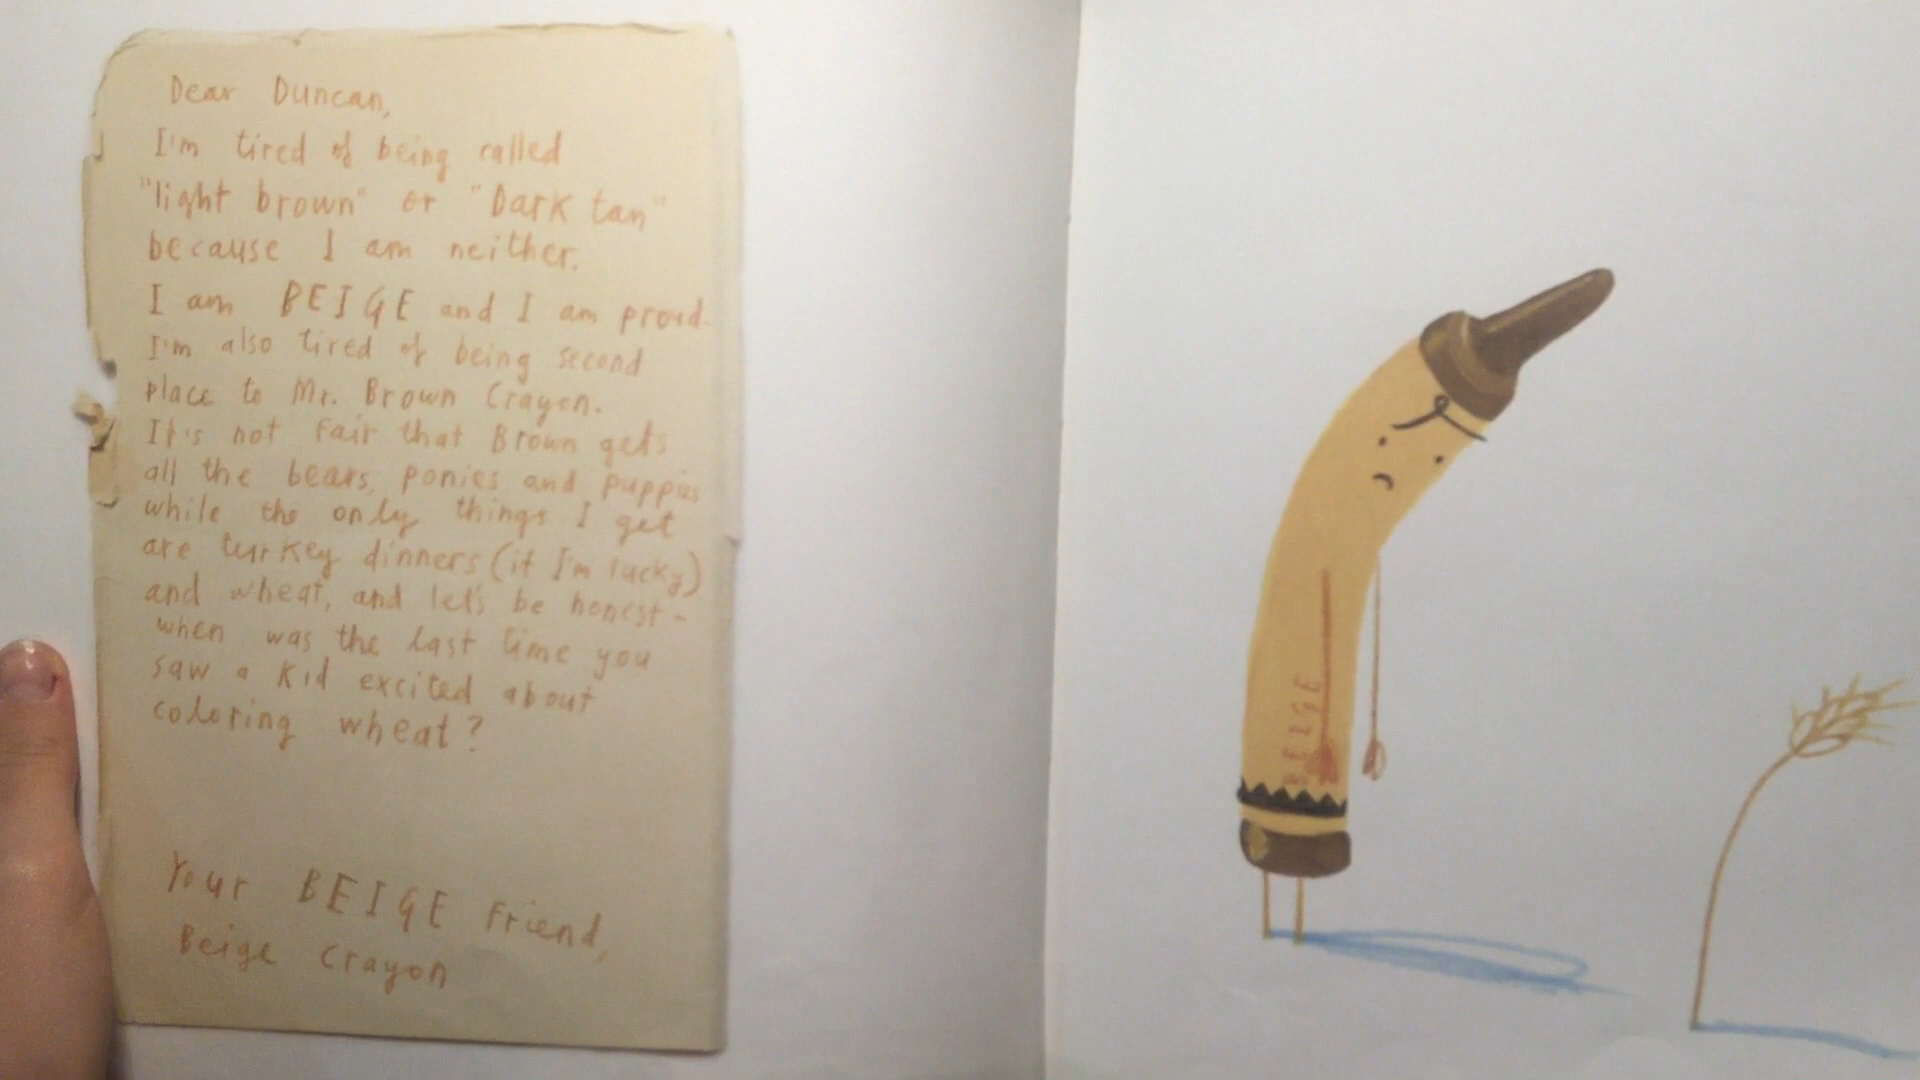 Dear Duncan,
I'm tired of being called
"light brown" or "Dark tan"
because I am neither.
I am BEIGE and I am proud.
I'm also tired of being second
place to Mr. Brown Crayon.
It's not fair that Brown gets
all the bears, ponies and puppies
while the only things I get
are turkey dinners (if I'm lucky)
and wheat, and let's be honest-
when was the last time you
saw a kid excited about
coloring wheat?
Your BEIGE friend,
Beige Crayon
BEIGE